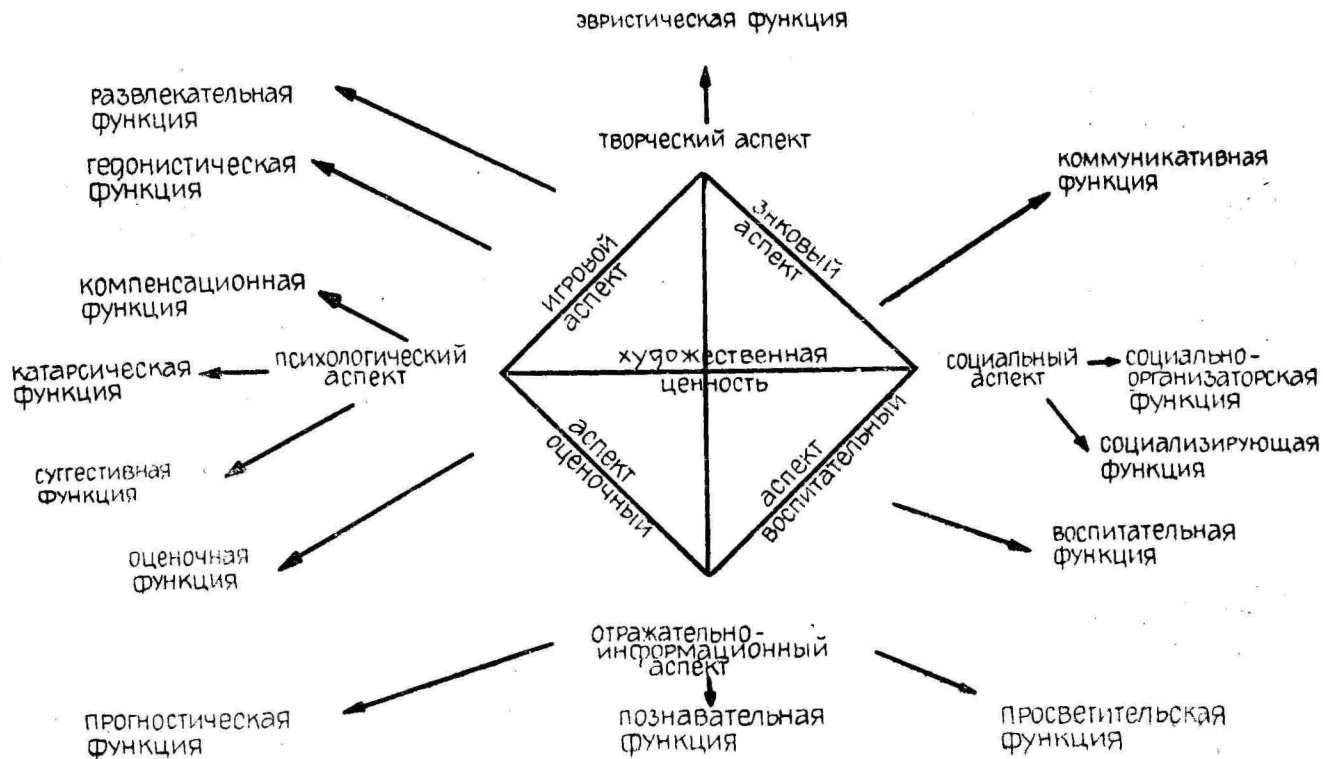 эвристическая функция
развлекательная
функция
творческий аспект
гедонистическая
функция
коммуникативная
функция
игровой
аспект
знковый
аспект
компенсационная
функция
психологический
аспект
катарсическая
функция
художественная
ценность
социальный
аспект
социально-
организаторская
функция
социализирующая
функция
суггестивная
функция
аспект
оценочный
аспект
воспитательный
оценочная
функция
воспитательная
функция
отражательно-
информационный
аспект
прогностическая
функция
познавательная
функция
просветительская
функция